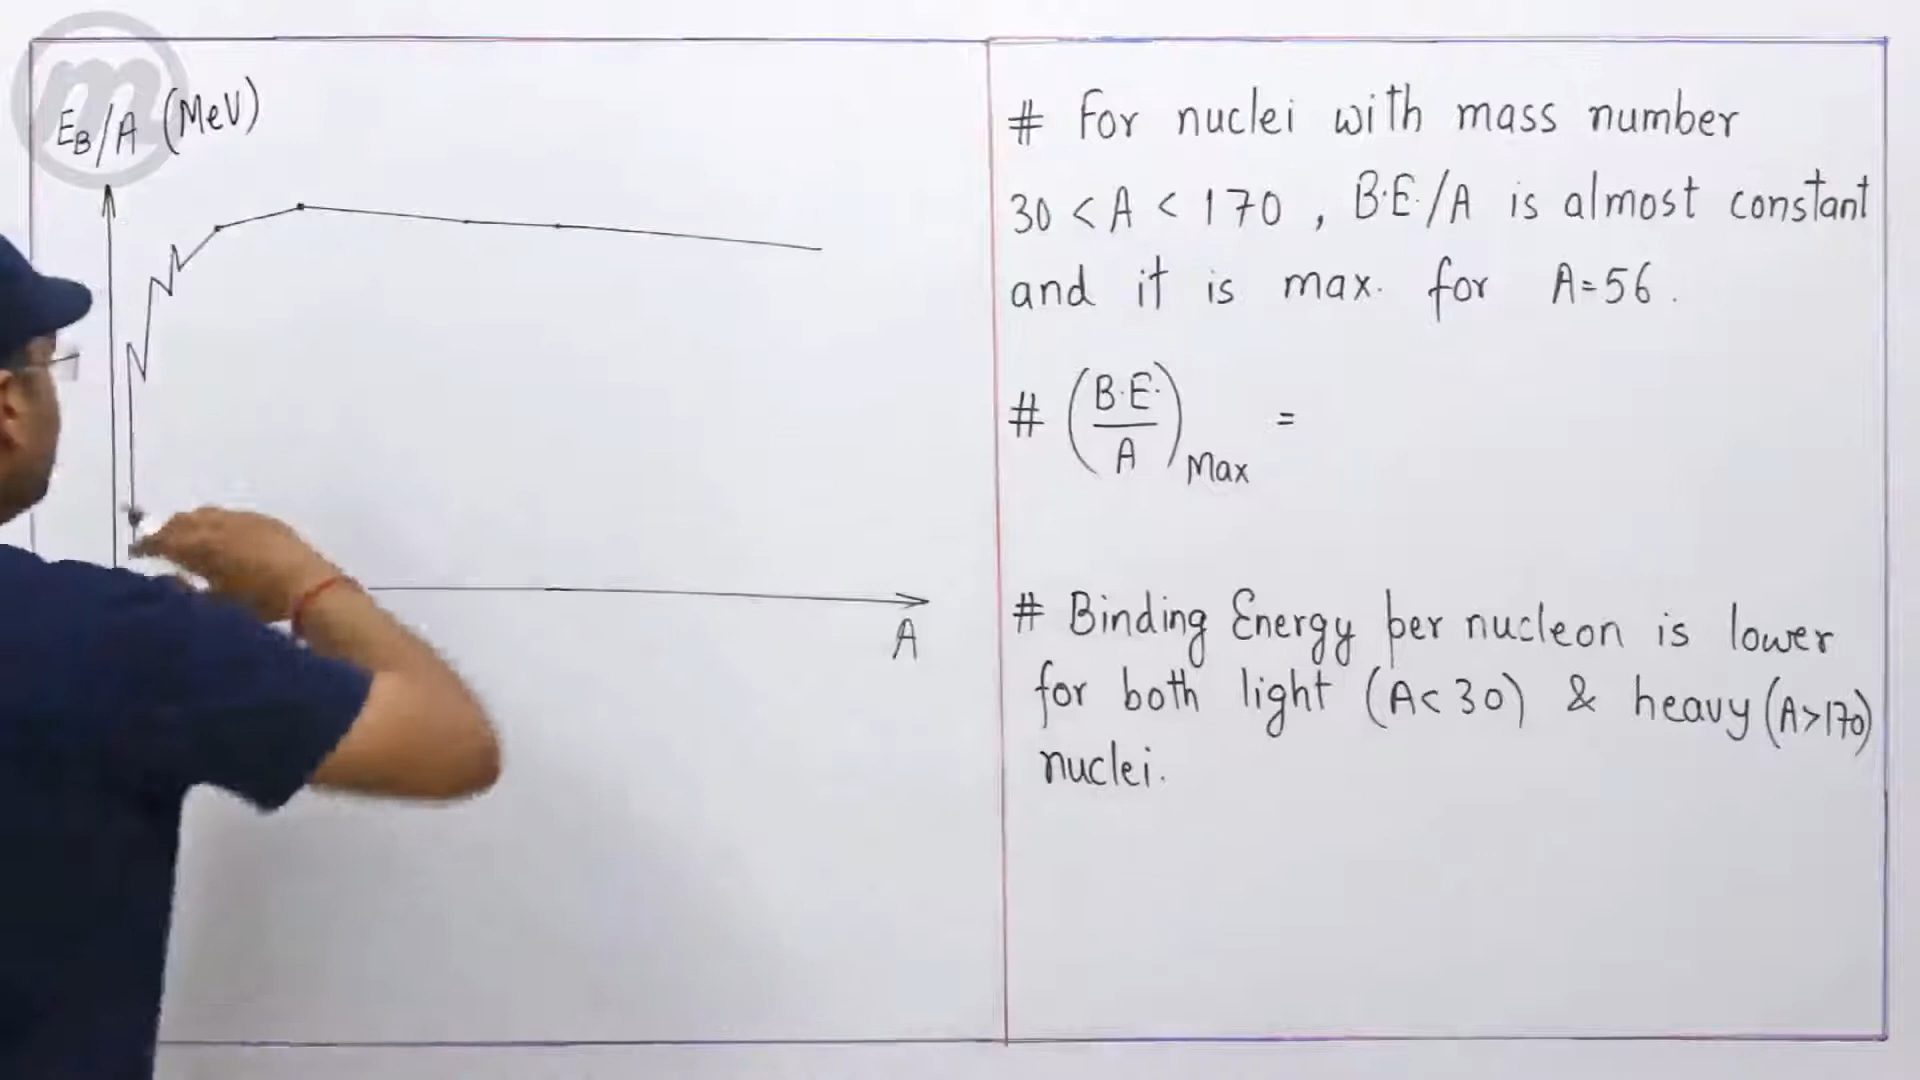 m
E_B/A (MeV)
A
# For nuclei with mass number
30 < A < 170 , B.E./A is almost constant
and it is max. for A=56.
# (B.E./A)Max =
# Binding Energy per nucleon is lower
for both light (A<30) & heavy (A>170)
nuclei.